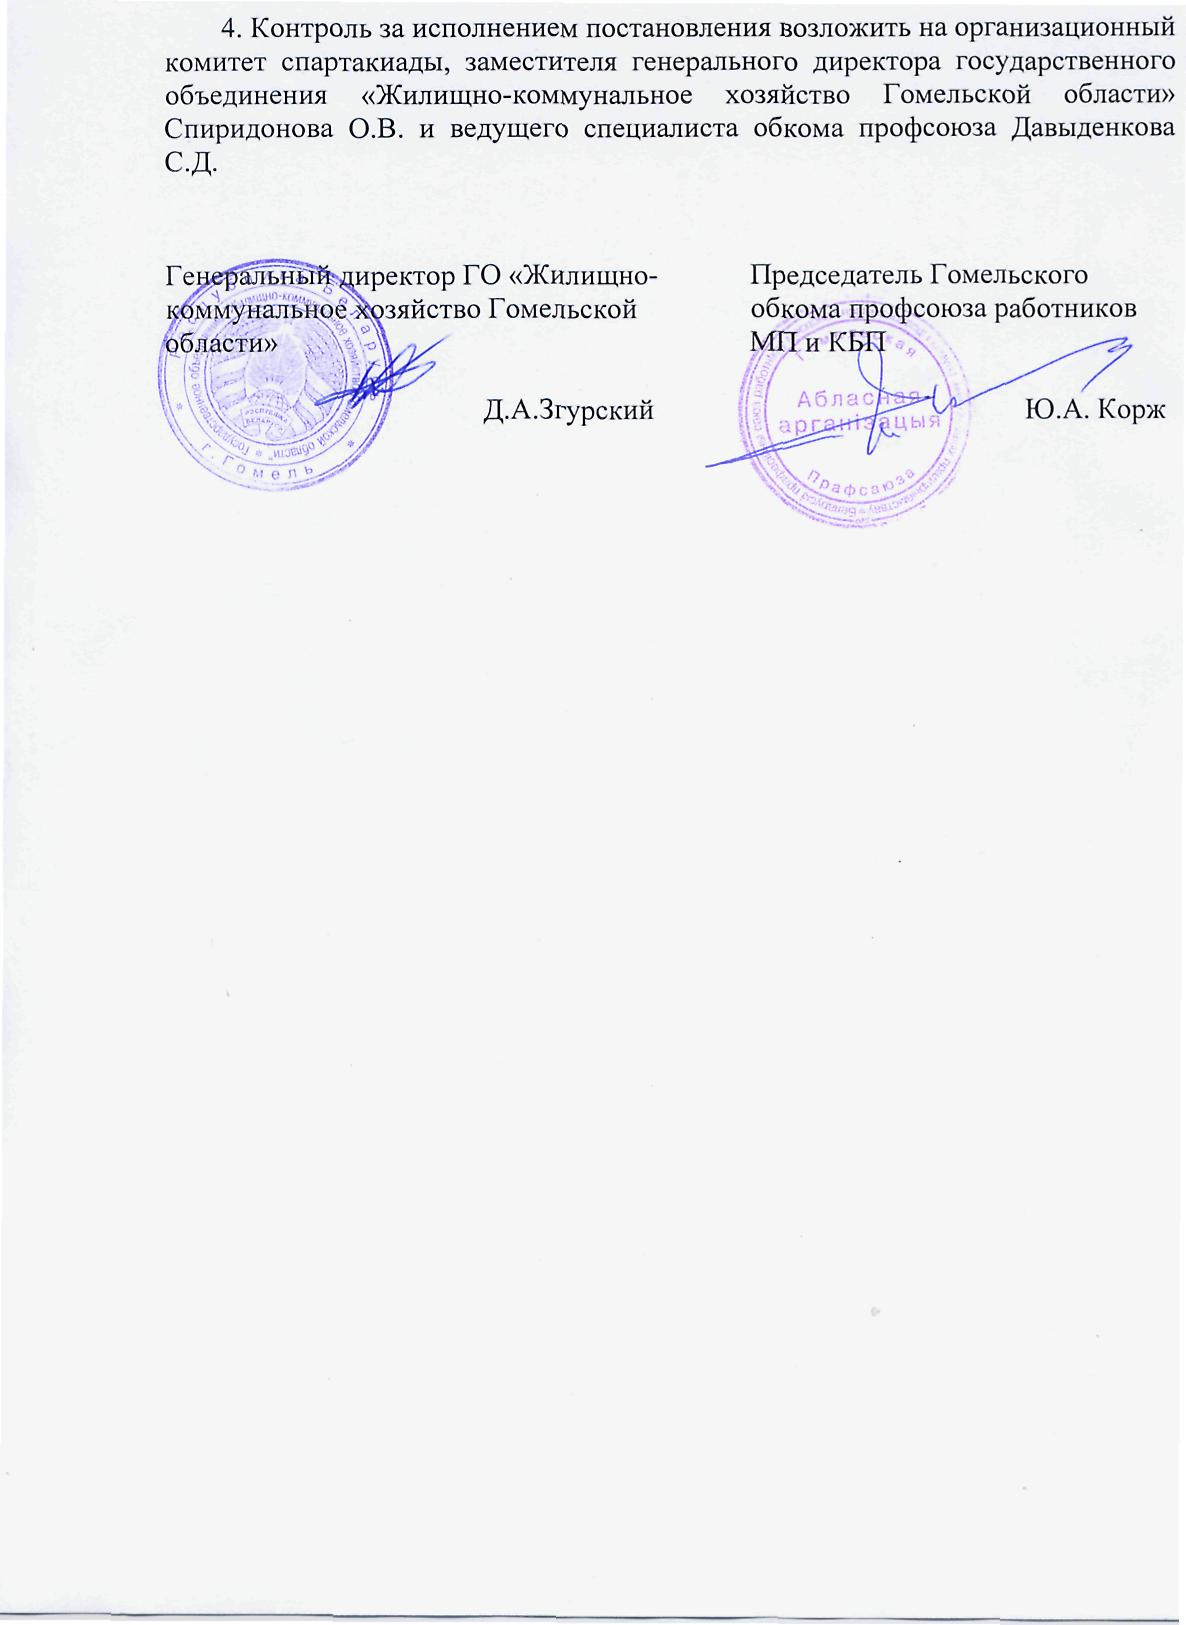 4. Контроль за исполнением постановления возложить на организационный
комитет спартакиады, заместителя генерального директора государственного
объединения «Жилищно-коммунальное хозяйство Гомельской области»
Спиридонова О.В. и ведущего специалиста обкома профсоюза Давыденкова
С.Д.
Генеральный директор ГО «Жилищно-
коммунальное хозяйство Гомельской
области»
Д.А.Згурский
Председатель Гомельского
обкома профсоюза работников
МП и КБП
Ю.А. Корж
г. Гомель
Абласная
арганізацыя
Прафсаюза